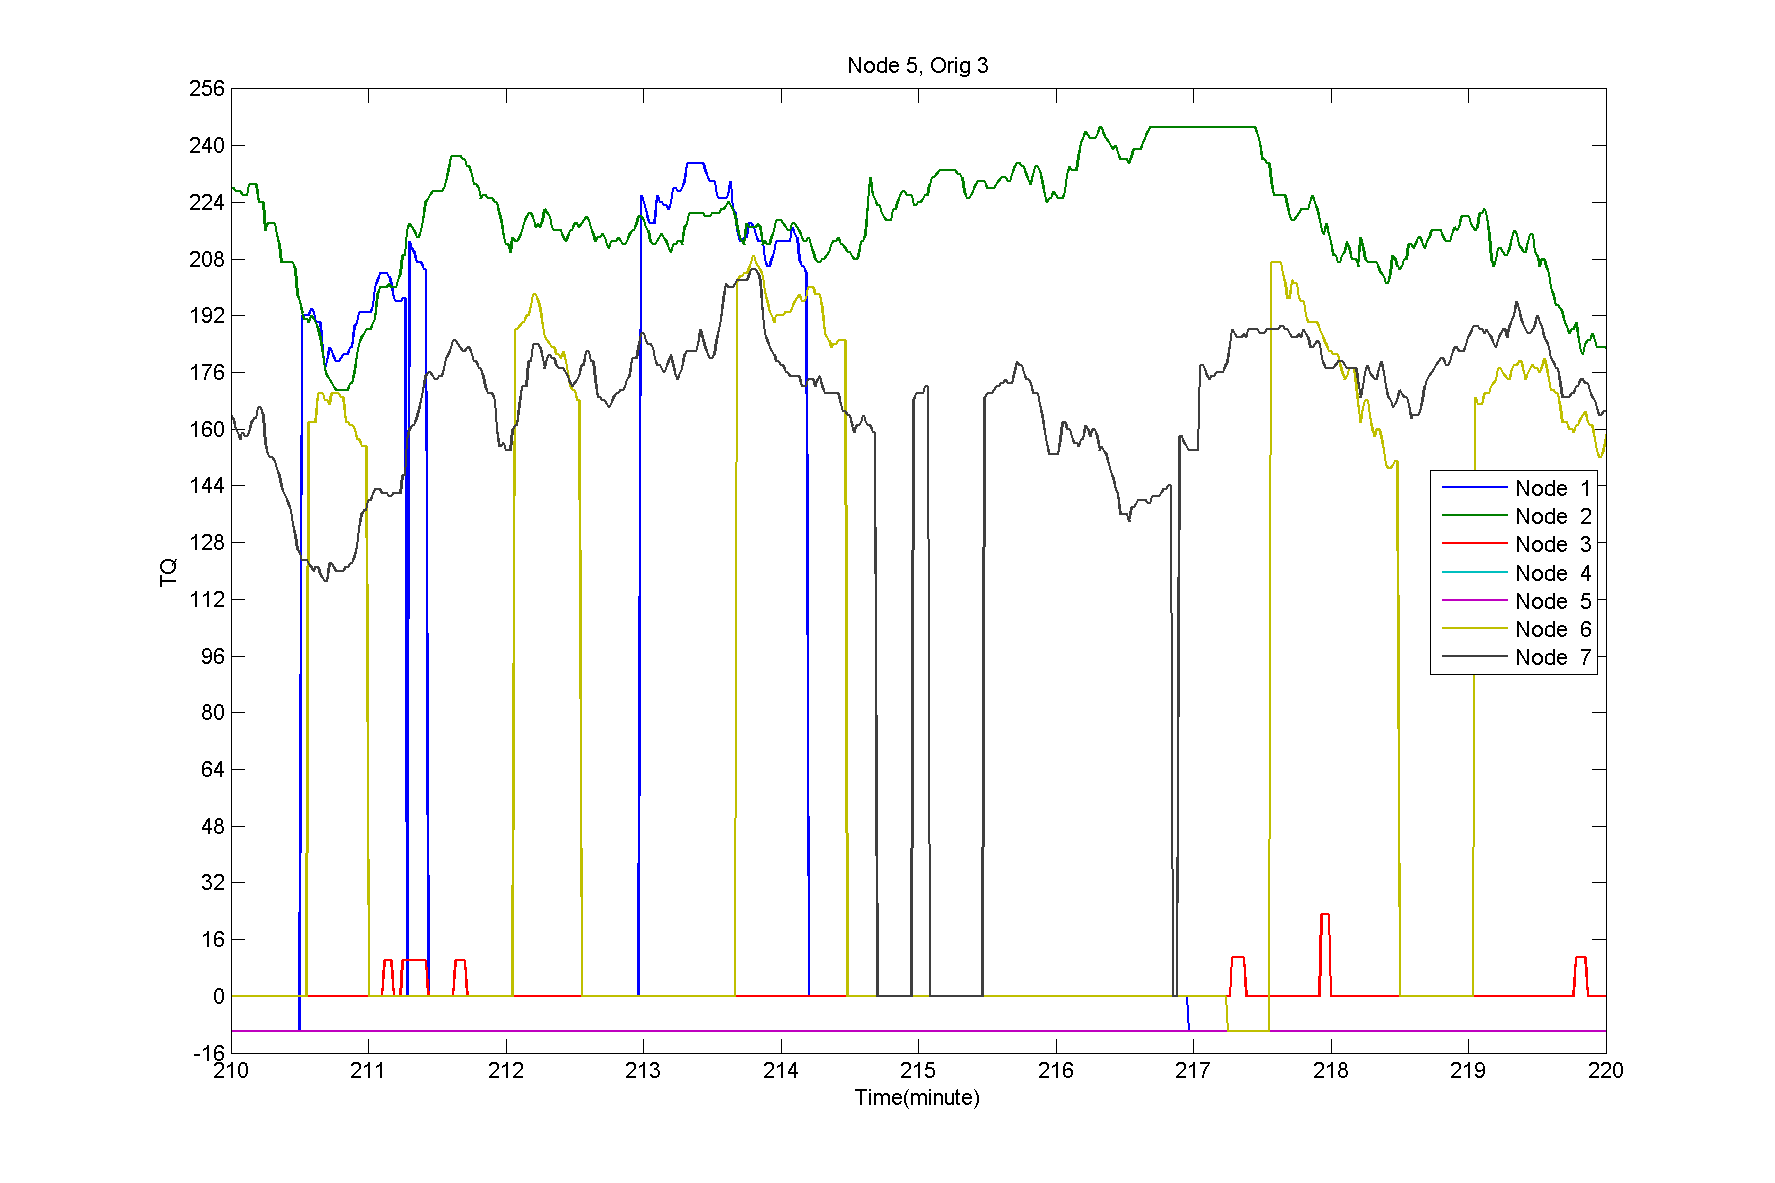 Node 5, Orig 3
256
240
224
208
192
176
160
144
128
112
96
80
64
48
32
16
0
-16
TQ
Node 1
Node 2
Node 3
Node 4
Node 5
Node 6
Node 7
210 211 212 213 214 215 216 217 218 219 220
Time(minute)